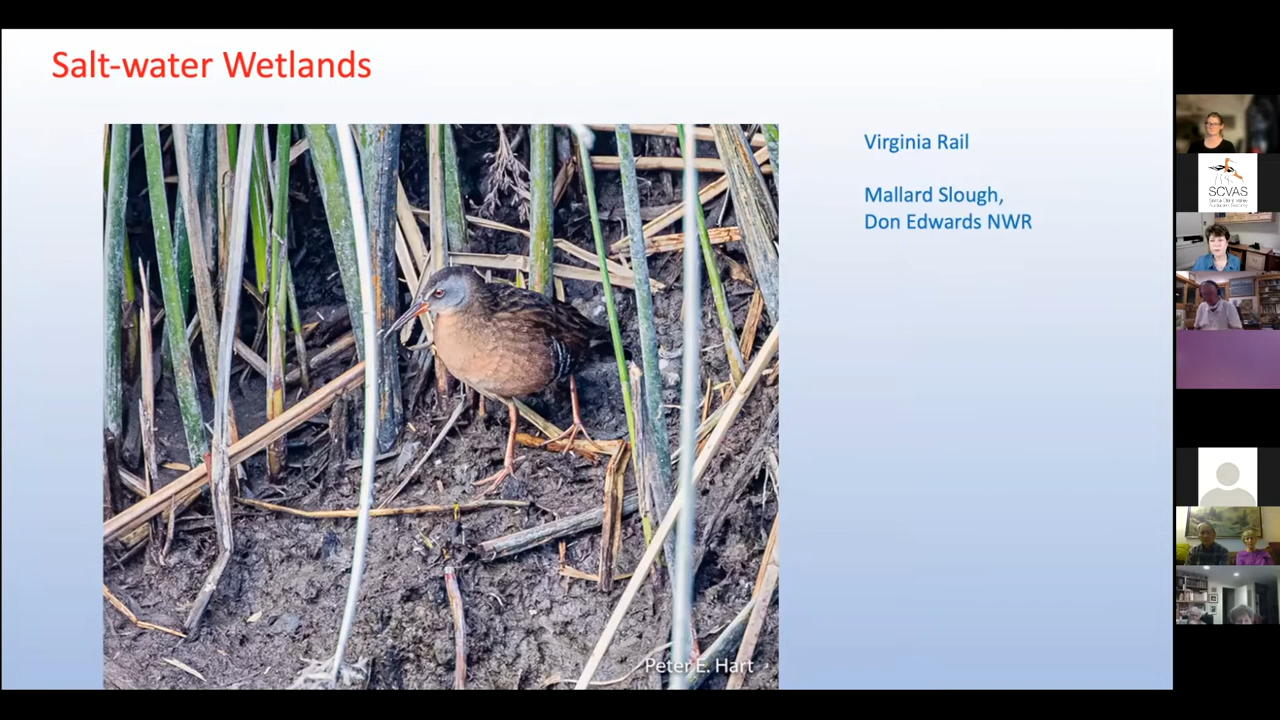 Salt-water Wetlands
Virginia Rail
Mallard Slough,
Don Edwards NWR
Peter E. Hart
SCVAS